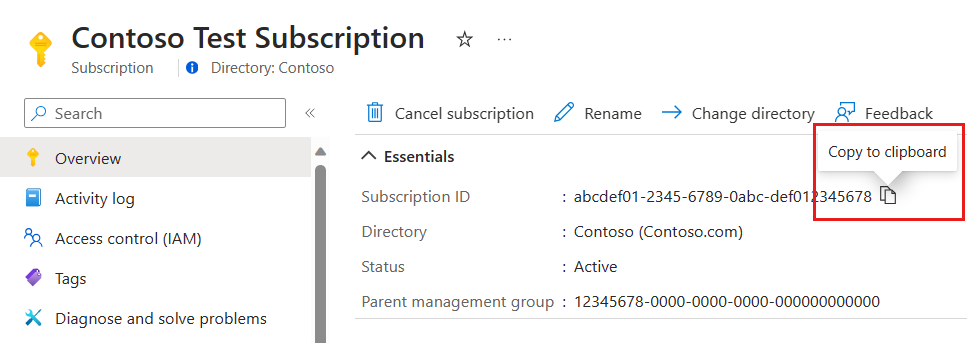 Contoso Test Subscription
Subscription
Directory: Contoso
Search
Overview
Activity log
Access control (IAM)
Tags
Diagnose and solve problems
Cancel subscription
Rename
Change directory
Feedback
Copy to clipboard
Essentials
Subscription ID : abcdef01-2345-6789-0abc-def012345678
Directory : Contoso (Contoso.com)
Status : Active
Parent management group : 12345678-0000-0000-0000-000000000000